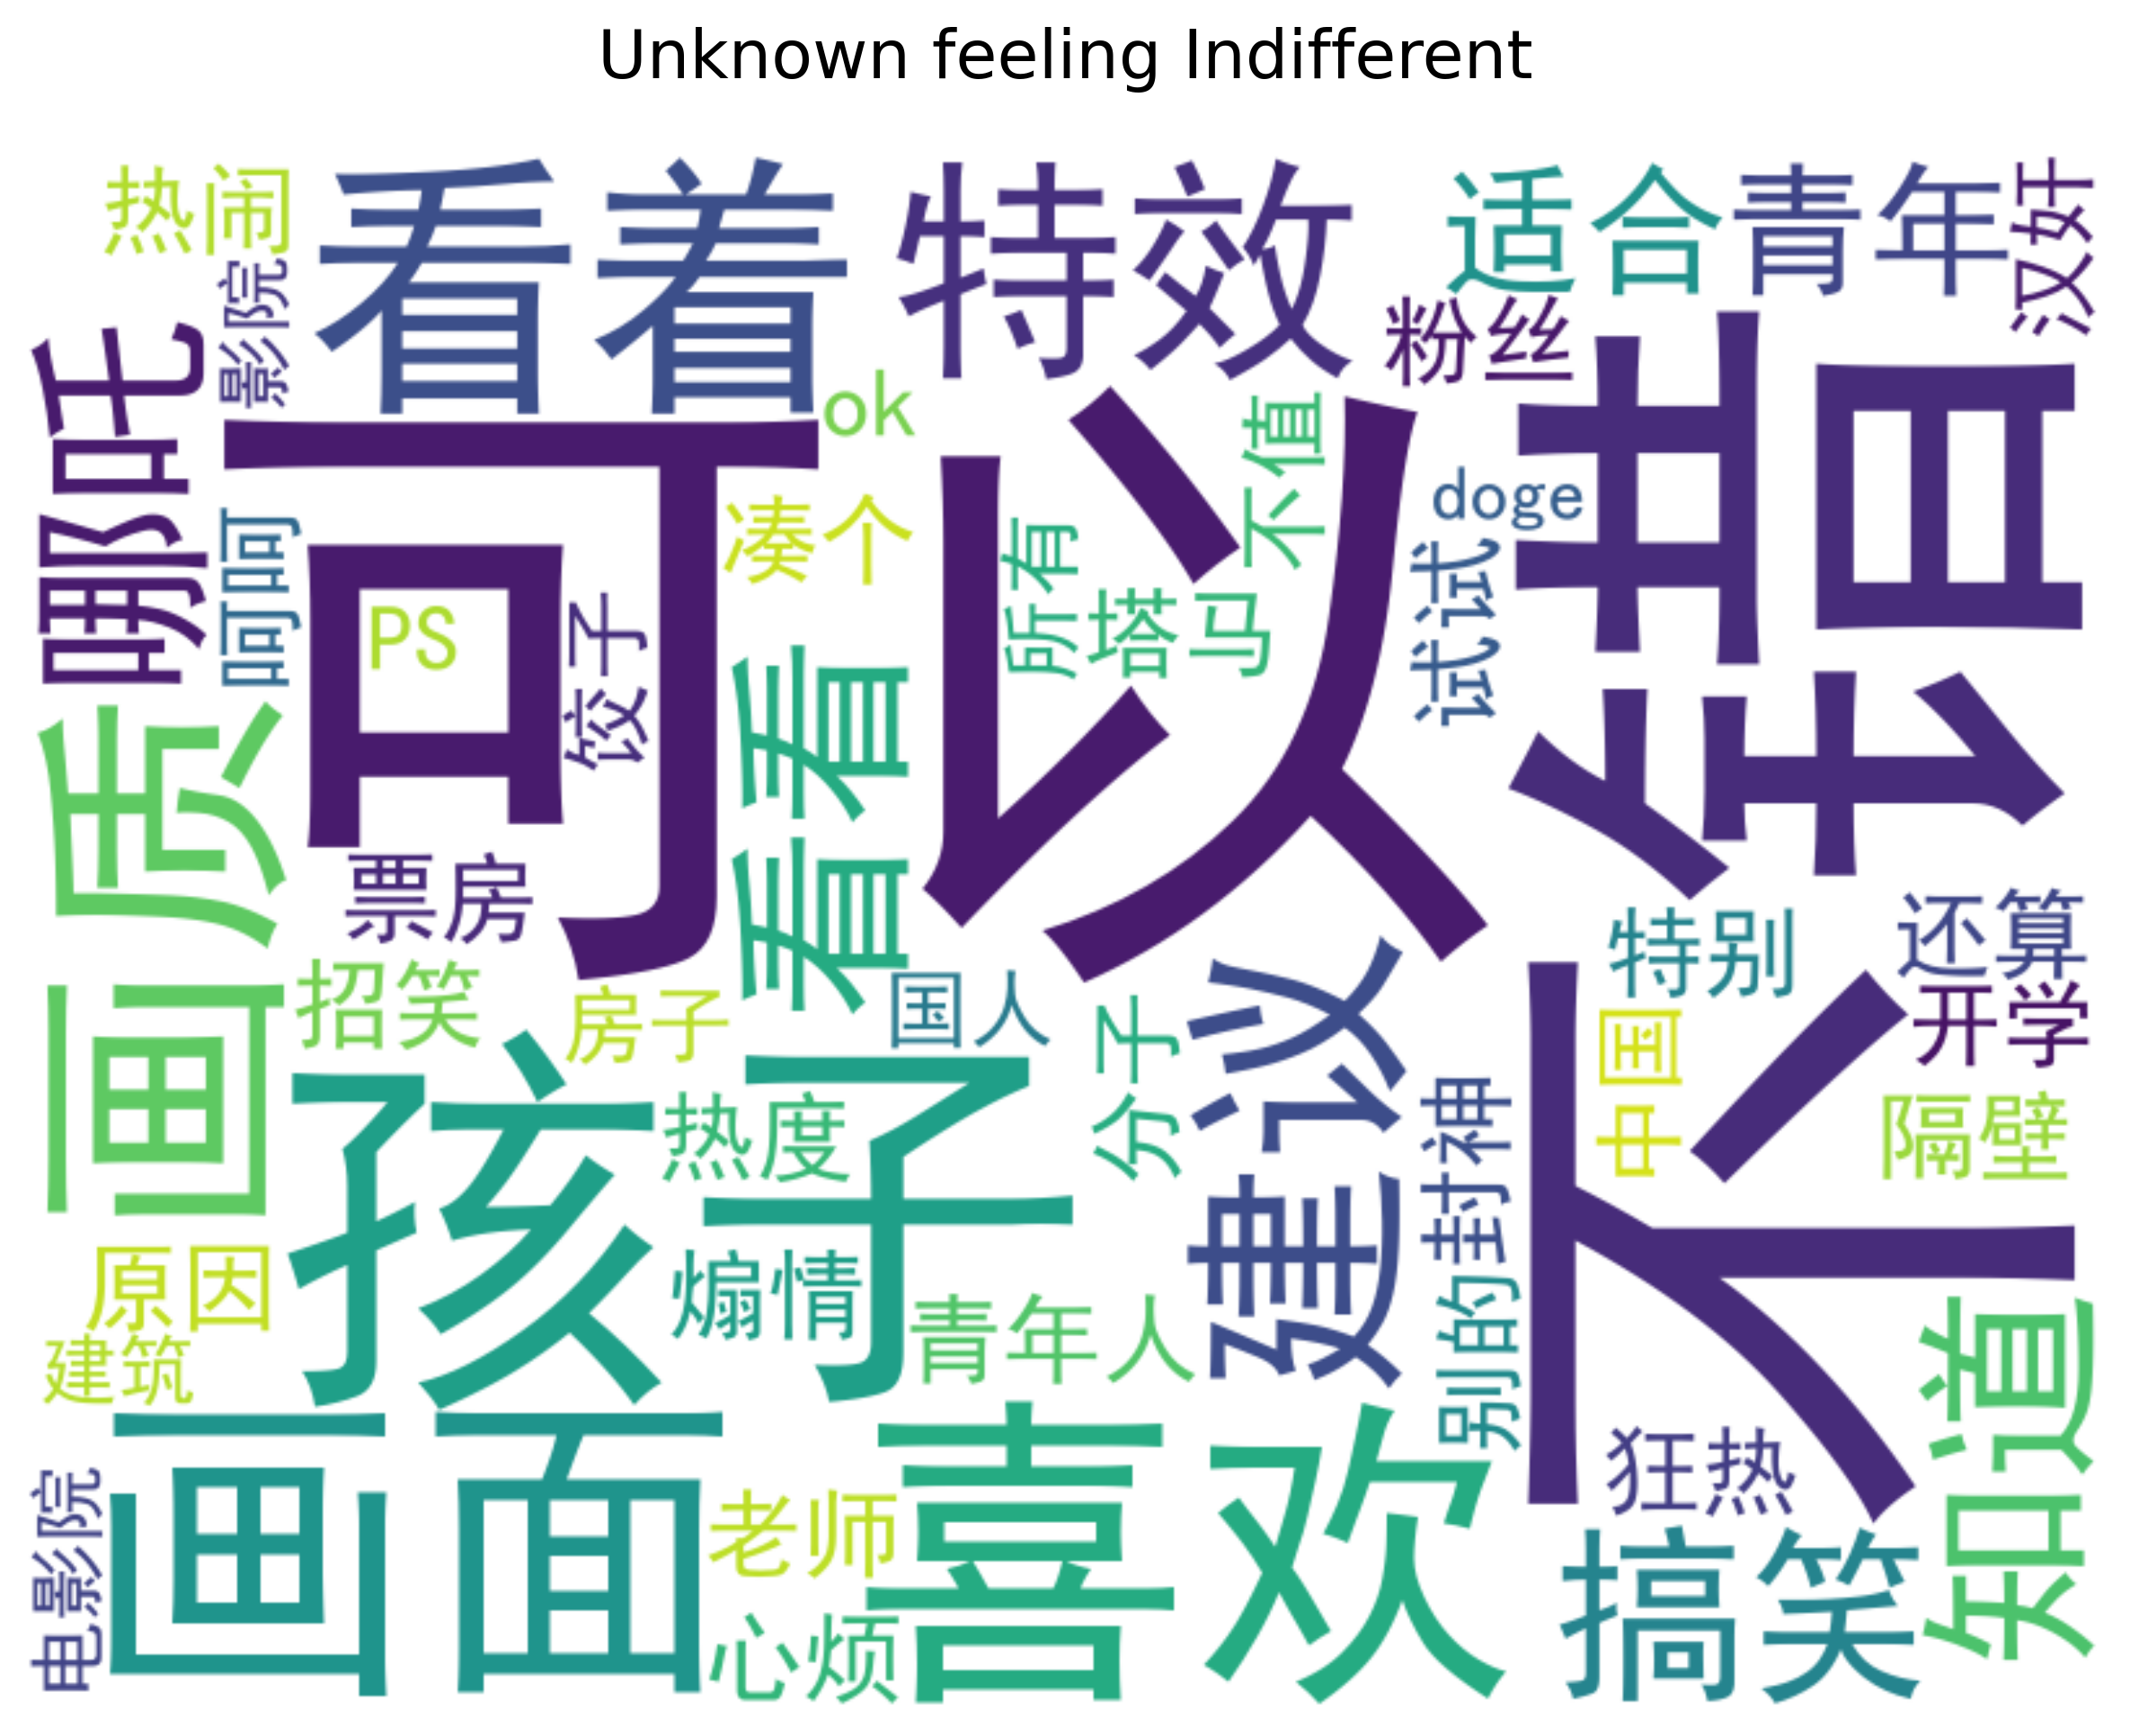 Unknown feeling Indifferent
热闹
看着
特效
适合
青年
汉奸
影院
粉丝
哪吒
ok
可以
不错
不值
doge
凑个
呵呵
所有
试试
PS
饺子
塔马
看看
画质
票房
特别
还算
招笑
房子
国人
分子
建议
开学
中国
孩子
热度
封神
隔壁
原因
煽情
青年人
别的
建筑
知道
画面
喜欢
狂热
电影院
老师
搞笑
心烦